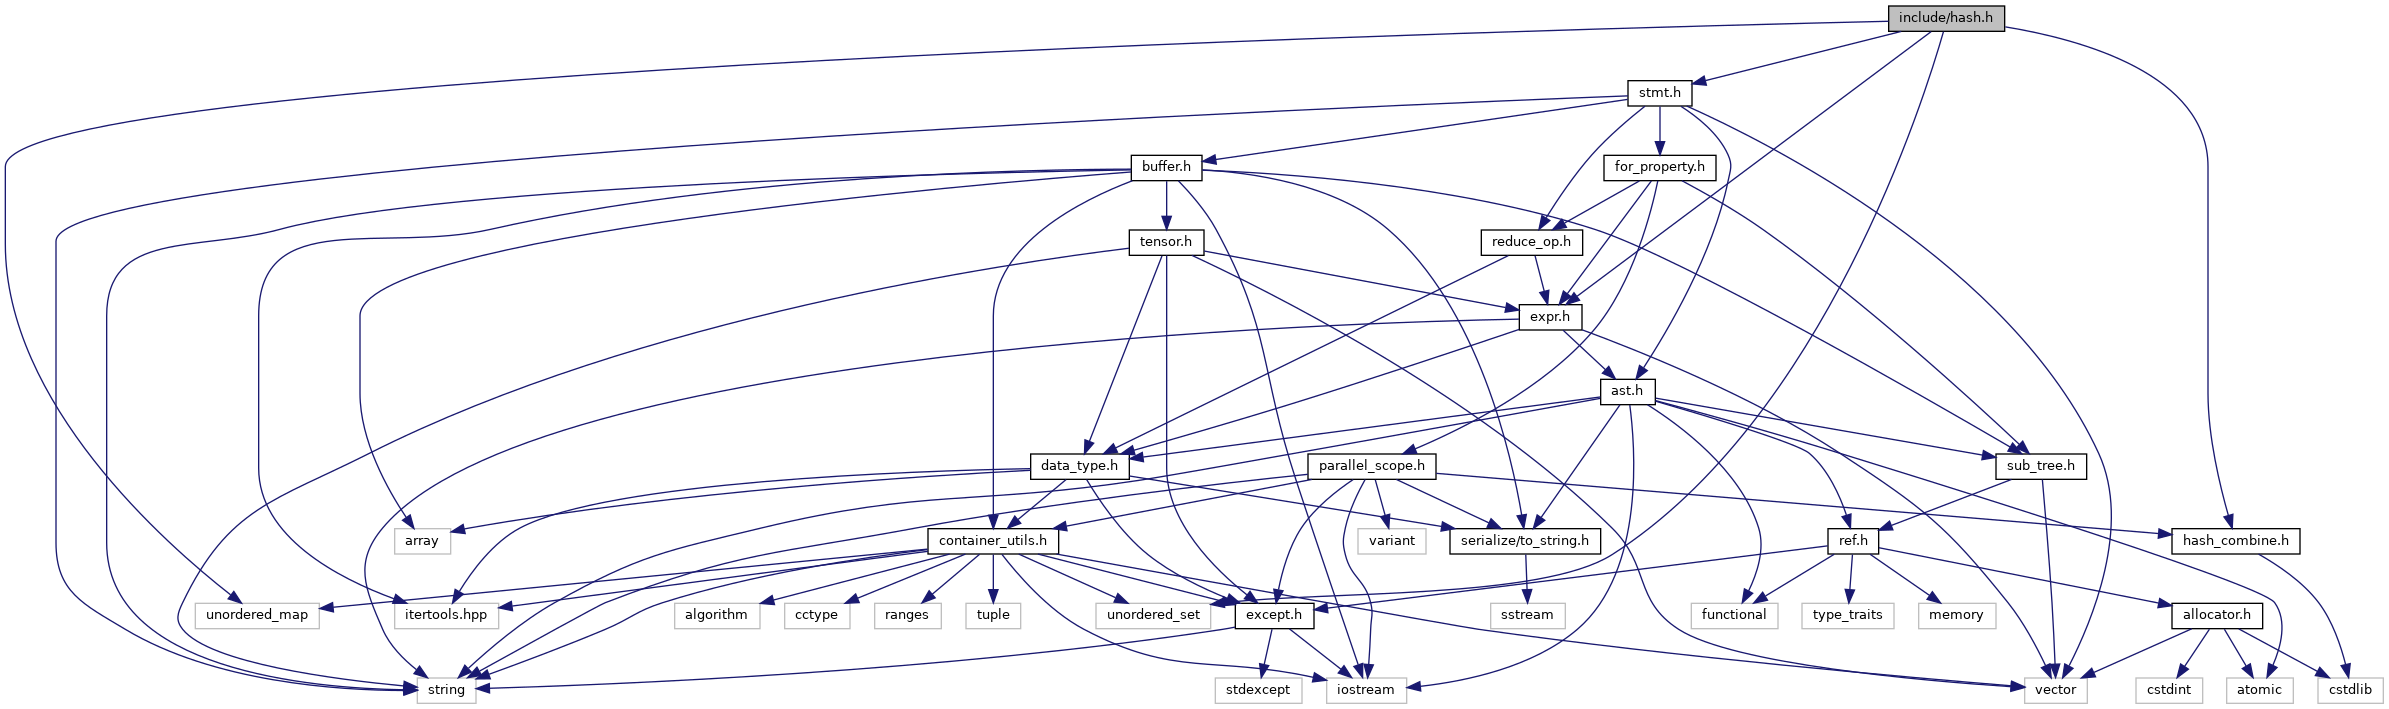 include/hash.h
stmt.h
buffer.h
for_property.h
tensor.h
reduce_op.h
expr.h
ast.h
data_type.h
parallel_scope.h
sub_tree.h
array
container_utils.h
variant
serialize/to_string.h
ref.h
hash_combine.h
unordered_map
itertools.hpp
algorithm
cctype
ranges
tuple
unordered_set
except.h
sstream
functional
type_traits
memory
allocator.h
string
stdexcept
iostream
vector
cstdint
atomic
cstdlib